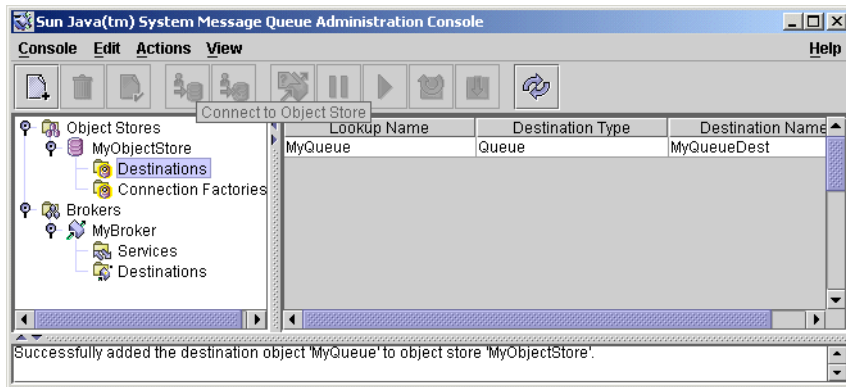 Sun Java(tm) System Message Queue Administration Console
Console Edit Actions View Help
Connect to Object Store
Object Stores
MyObjectStore
Destinations
Connection Factories
Brokers
MyBroker
Services
Destinations
Lookup Name Destination Type Destination Name
MyQueue Queue MyQueueDest
Successfully added the destination object 'MyQueue' to object store 'MyObjectStore'.